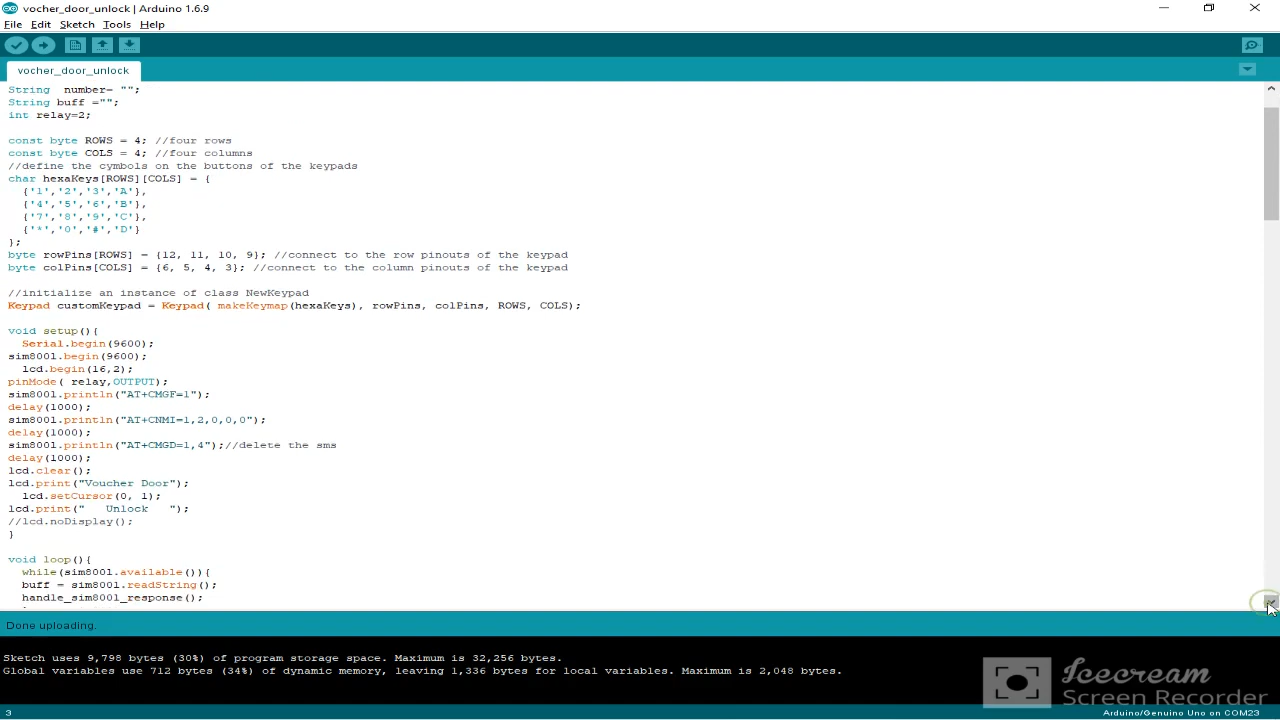 vocher_door_unlock | Arduino 1.6.9
File Edit Sketch Tools Help
vocher_door_unlock
String  number= "";
String buff ="";
int relay=2;
const byte ROWS = 4; //four rows
const byte COLS = 4; //four columns
//define the cymbols on the buttons of the keypads
char hexaKeys[ROWS][COLS] = {
  {'1','2','3','A'},
  {'4','5','6','B'},
  {'7','8','9','C'},
  {'*','0','#','D'}
};
byte rowPins[ROWS] = {12, 11, 10, 9}; //connect to the row pinouts of the keypad
byte colPins[COLS] = {6, 5, 4, 3}; //connect to the column pinouts of the keypad
//initialize an instance of class NewKeypad
Keypad customKeypad = Keypad( makeKeymap(hexaKeys), rowPins, colPins, ROWS, COLS);
void setup(){
  Serial.begin(9600);
sim800l.begin(9600);
  lcd.begin(16,2);
pinMode( relay,OUTPUT);
sim800l.println("AT+CMGF=1");
delay(1000);
sim800l.println("AT+CNMI=1,2,0,0,0");
delay(1000);
sim800l.println("AT+CMGD=1,4");//delete the sms
delay(1000);
lcd.clear();
lcd.print("Voucher Door");
  lcd.setCursor(0, 1);
lcd.print("   Unlock   ");
//lcd.noDisplay();
}
void loop(){
  while(sim800l.available()){
  buff = sim800l.readString();
  handle_sim800l_response();
Done uploading.
Sketch uses 9,798 bytes (30%) of program storage space. Maximum is 32,256 bytes.
Global variables use 712 bytes (34%) of dynamic memory, leaving 1,336 bytes for local variables. Maximum is 2,048 bytes.
Icecream
Screen Recorder
3
Arduino/Genuino Uno on COM23